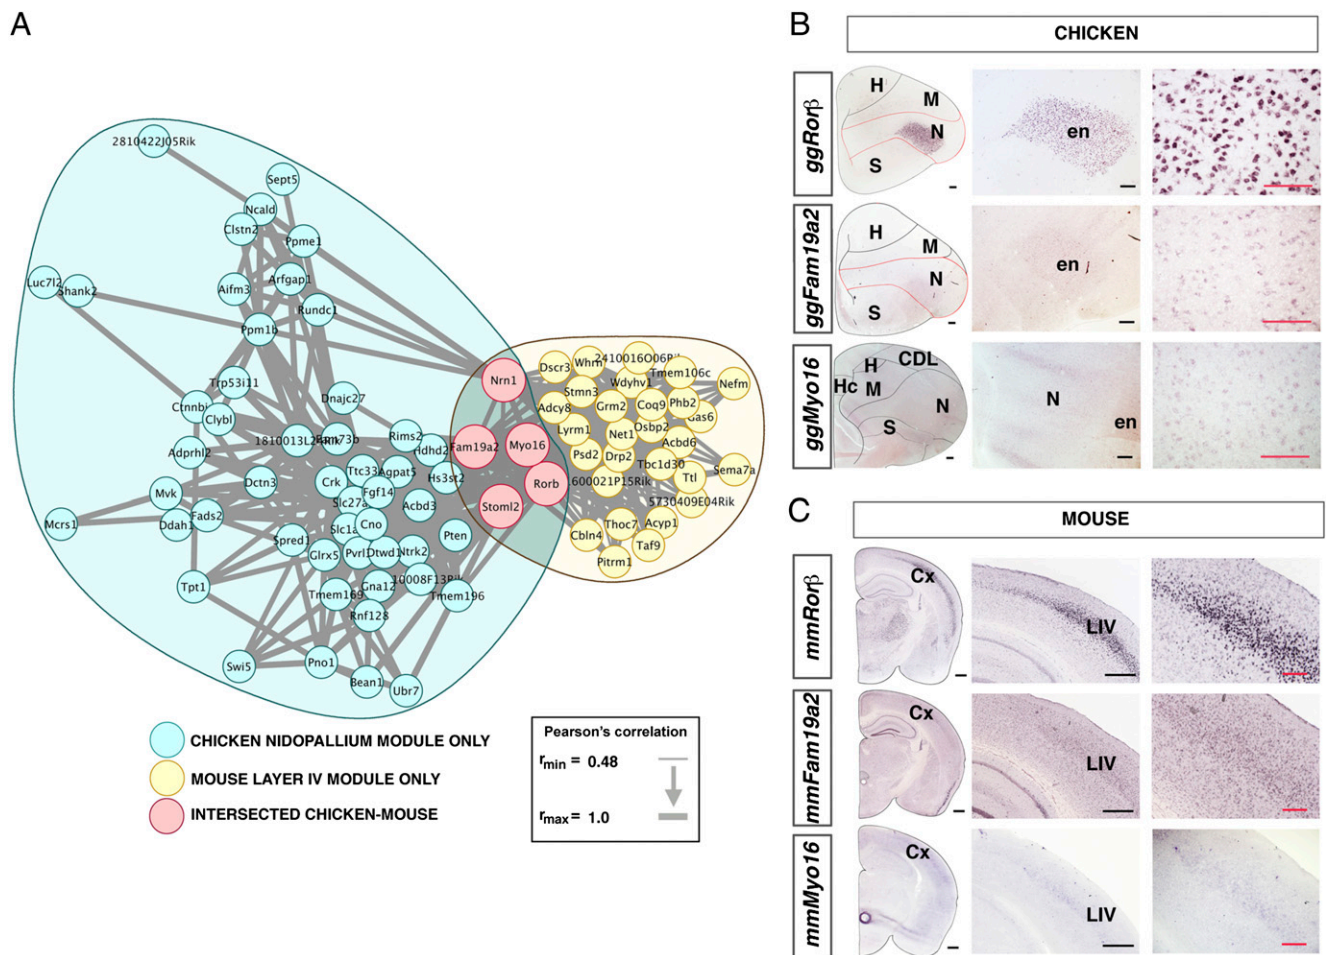 A
2810422J05Rik
Sept5
Ncald
Clstn2
Ppme1
Luc7l2
Shank2
Aifm3
Arfgap1
Rundc1
Ppm1b
Trp53i11
Dnajc27
Ctnnbi
Clybl
Rims2
Hdhd2
Adprhl2
Ttc33
Agpat5
Hs3st2
Dctn3
Crk
Fgf14
Mvk
Slc27a
Acbd3
Mcrs1
Ddah1
Fads2
Slc1a
Cno
Pten
Spred1
Glrx5
Pvrl
Dtwd1
Ntrk2
Tpt1
Tmem169
Gna12
Tmem196
Rnf128
Swi5
Pno1
Bean1
Ubr7
Nrn1
Fam19a2
Myo16
Rorb
Stoml2
Dscr3
Whrn
Tmem106c
Stmn3
Wdyhv1
Nefm
Adcy8
Grm2
Coq9
Phb2
Gas6
Lyrm1
Net1
Osbp2
Acbd6
Psd2
Drp2
Tbc1d30
Ttl
Sema7a
600021P15Rik
5730409E04Rik
Cbln4
Thoc7
Acyp1
Taf9
Pitrm1
CHICKEN NIDOPALLIUM MODULE ONLY
MOUSE LAYER IV MODULE ONLY
INTERSECTED CHICKEN-MOUSE
Pearson's correlation
rmin = 0.48
rmax = 1.0
B
CHICKEN
ggRorβ
H
M
N
S
en
ggFam19a2
H
M
N
S
en
ggMyo16
H
CDL
Hc
M
N
S
N
en
C
MOUSE
mmRorβ
Cx
LIV
mmFam19a2
Cx
LIV
mmMyo16
Cx
LIV